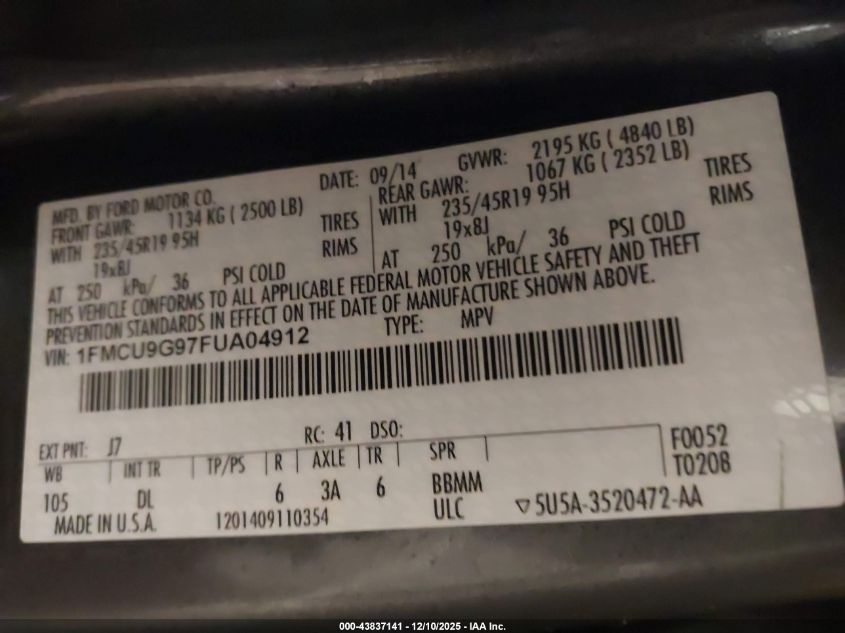 MFD. BY FORD MOTOR CO.
DATE: 09/14 GVWR: 2195 KG ( 4840 LB)
FRONT GAWR: 1134 KG ( 2500 LB)
REAR GAWR: 1067 KG ( 2352 LB)
WITH 235/45R19 95H TIRES
WITH 235/45R19 95H TIRES
19x8J RIMS
19x8J RIMS
AT 250 kPa/ 36 PSI COLD
AT 250 kPa/ 36 PSI COLD
THIS VEHICLE CONFORMS TO ALL APPLICABLE FEDERAL MOTOR VEHICLE SAFETY AND THEFT
PREVENTION STANDARDS IN EFFECT ON THE DATE OF MANUFACTURE SHOWN ABOVE.
VIN: 1FMCU9G97FUA04912 TYPE: MPV
EXT PNT: J7 RC: 41 DSO:
WB INT TR TP/PS R AXLE TR SPR F0052
T0208
105 DL 6 3A 6 BBMM
MADE IN U.S.A. 1201409110354 ULC ▽5U5A-3520472-AA
000-43837141 - 12/10/2025 - IAA Inc.